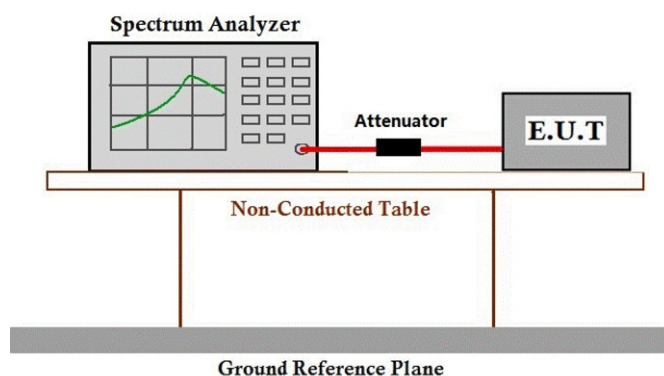 Spectrum Analyzer
Attenuator
E.U.T
Non-Conducted Table
Ground Reference Plane